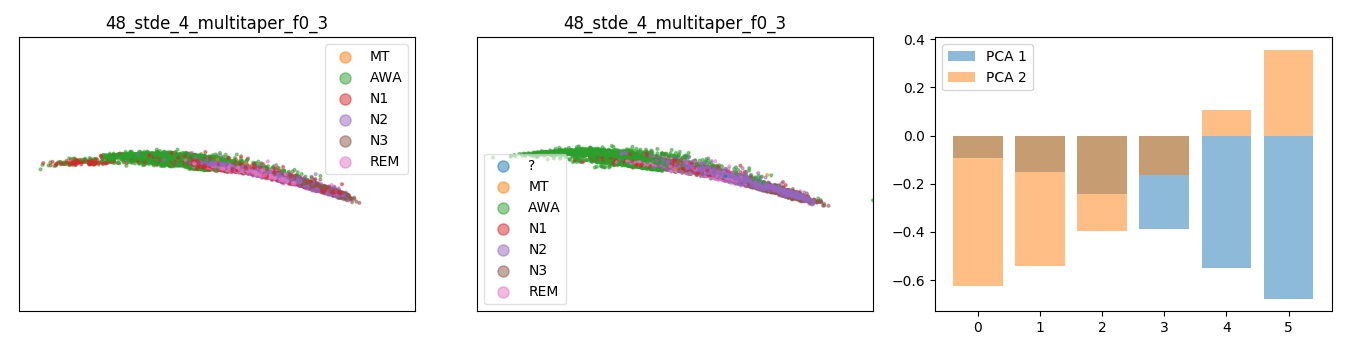 48_stde_4_multitaper_f0_3
MT
AWA
N1
N2
N3
REM
48_stde_4_multitaper_f0_3
?
MT
AWA
N1
N2
N3
REM
PCA 1
PCA 2
0.4
0.2
0.0
−0.2
−0.4
−0.6
0 1 2 3 4 5